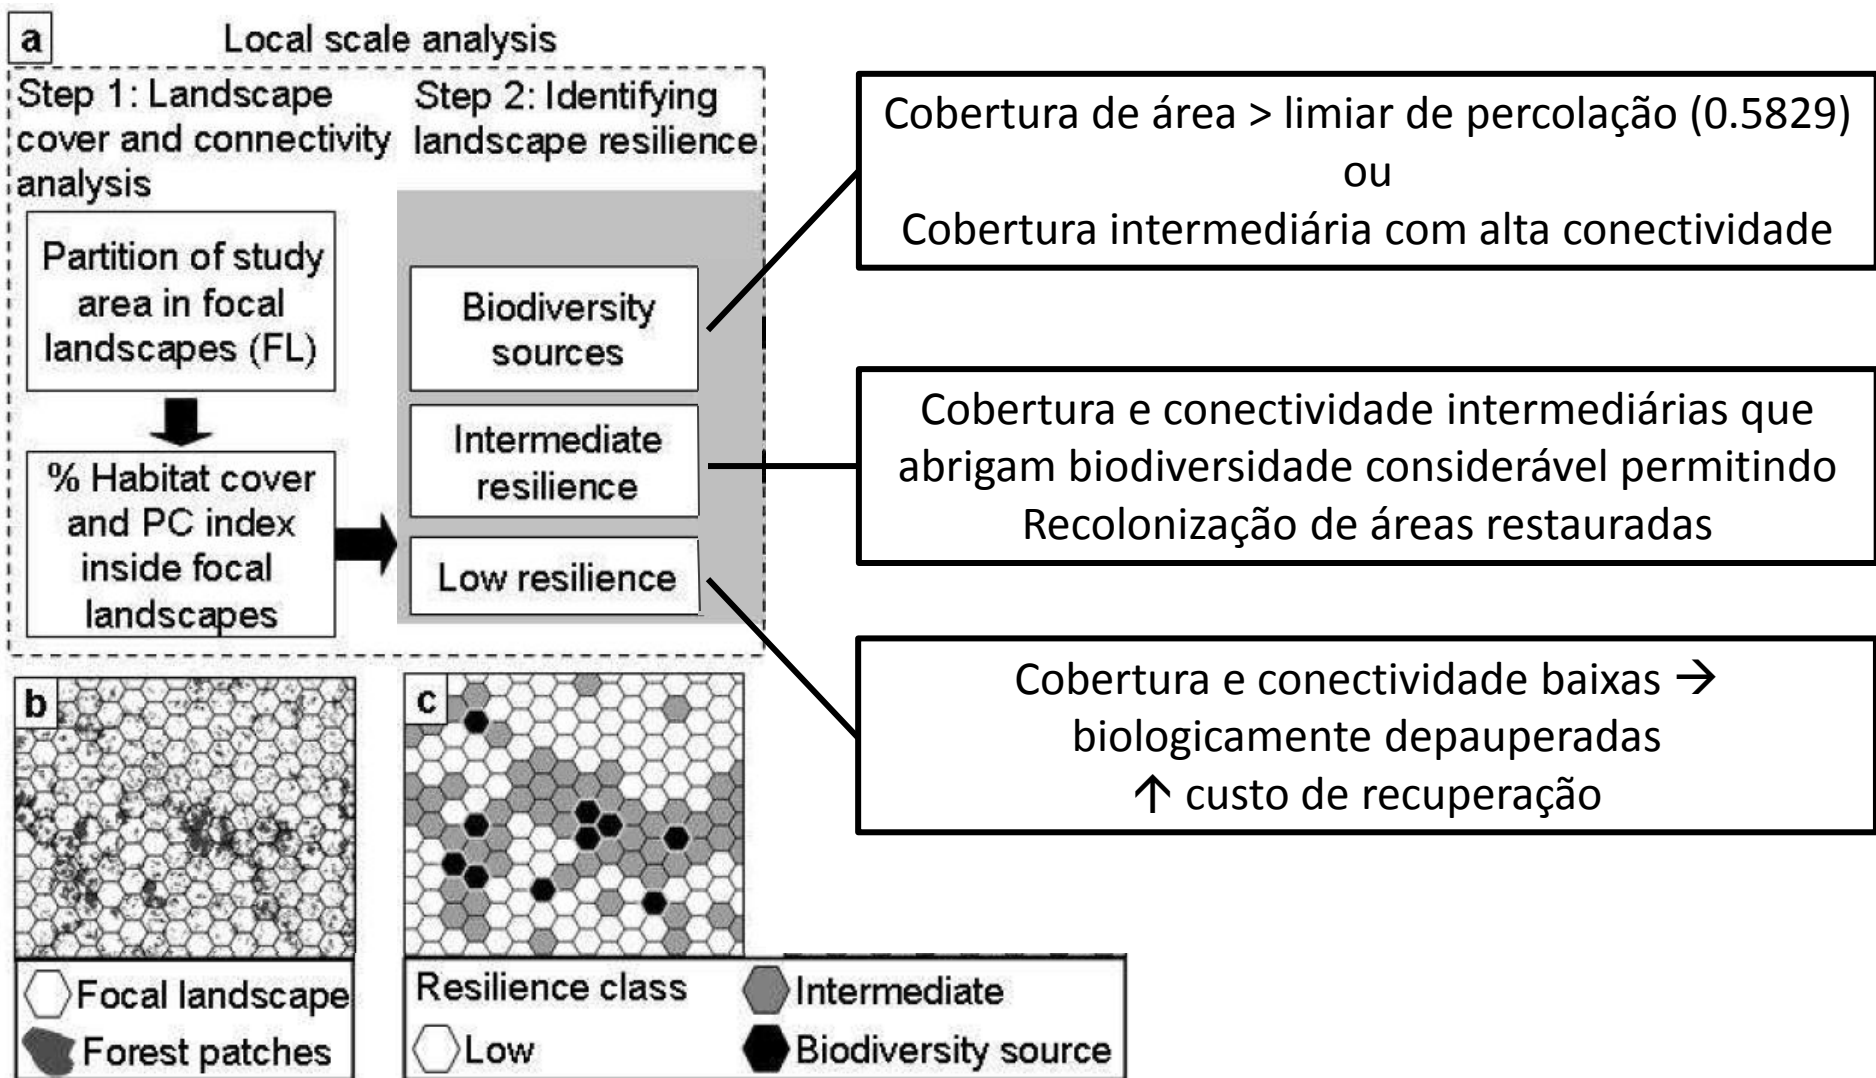 a
Local scale analysis
Step 1: Landscape
cover and connectivity
analysis
Step 2: Identifying
landscape resilience
Partition of study
area in focal
landscapes (FL)
% Habitat cover
and PC index
inside focal
landscapes
Biodiversity
sources
Intermediate
resilience
Low resilience
Cobertura de área > limiar de percolação (0.5829)
ou
Cobertura intermediária com alta conectividade
Cobertura e conectividade intermediárias que
abrigam biodiversidade considerável permitindo
Recolonização de áreas restauradas
Cobertura e conectividade baixas →
biologicamente depauperadas
↑ custo de recuperação
b
Focal landscape
Forest patches
c
Resilience class
Low
Intermediate
Biodiversity source